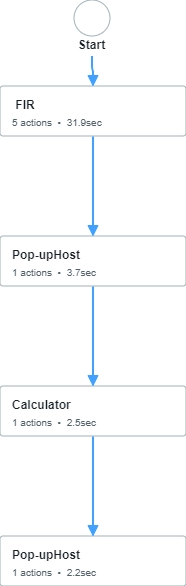 Start
FIR
5 actions • 31.9sec
Pop-upHost
1 actions • 3.7sec
Calculator
1 actions • 2.5sec
Pop-upHost
1 actions • 2.2sec